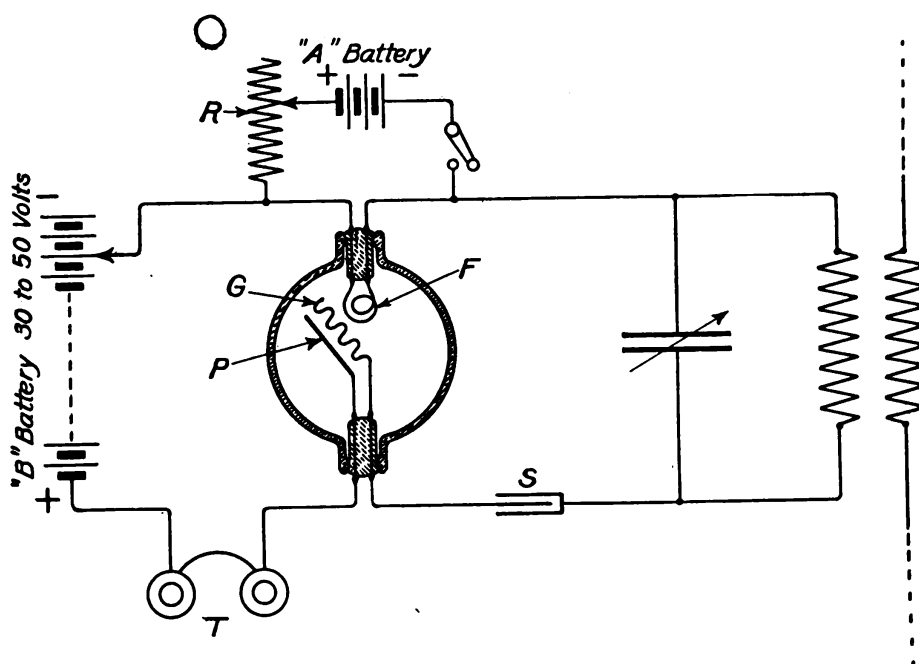 "A" Battery
+ −
R
"B" Battery 30 to 50 Volts
−
+
G
F
P
S
T